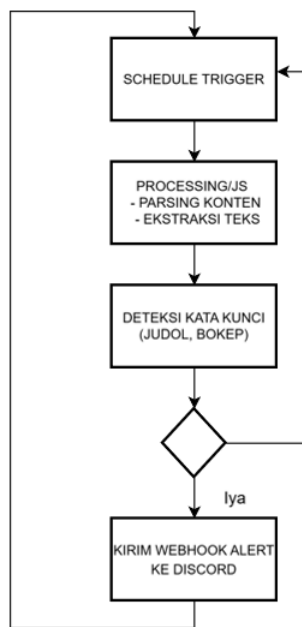 SCHEDULE TRIGGER
PROCESSING/JS
- PARSING KONTEN
- EKSTRAKSI TEKS
DETEKSI KATA KUNCI
(JUDOL, BOKEP)
Iya
KIRIM WEBHOOK ALERT
KE DISCORD